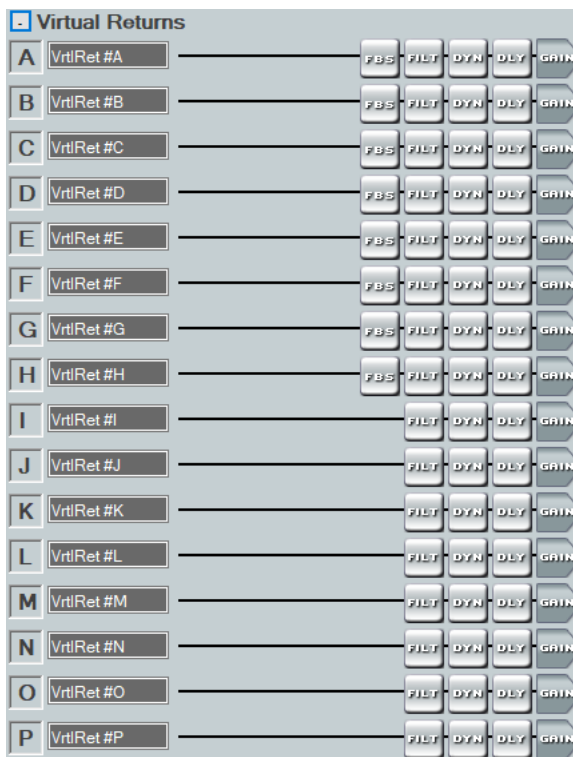 - Virtual Returns
A VrtlRet #A FBS FILT DYN DLY GAIN
B VrtlRet #B FBS FILT DYN DLY GAIN
C VrtlRet #C FBS FILT DYN DLY GAIN
D VrtlRet #D FBS FILT DYN DLY GAIN
E VrtlRet #E FBS FILT DYN DLY GAIN
F VrtlRet #F FBS FILT DYN DLY GAIN
G VrtlRet #G FBS FILT DYN DLY GAIN
H VrtlRet #H FBS FILT DYN DLY GAIN
I VrtlRet #I FILT DYN DLY GAIN
J VrtlRet #J FILT DYN DLY GAIN
K VrtlRet #K FILT DYN DLY GAIN
L VrtlRet #L FILT DYN DLY GAIN
M VrtlRet #M FILT DYN DLY GAIN
N VrtlRet #N FILT DYN DLY GAIN
O VrtlRet #O FILT DYN DLY GAIN
P VrtlRet #P FILT DYN DLY GAIN